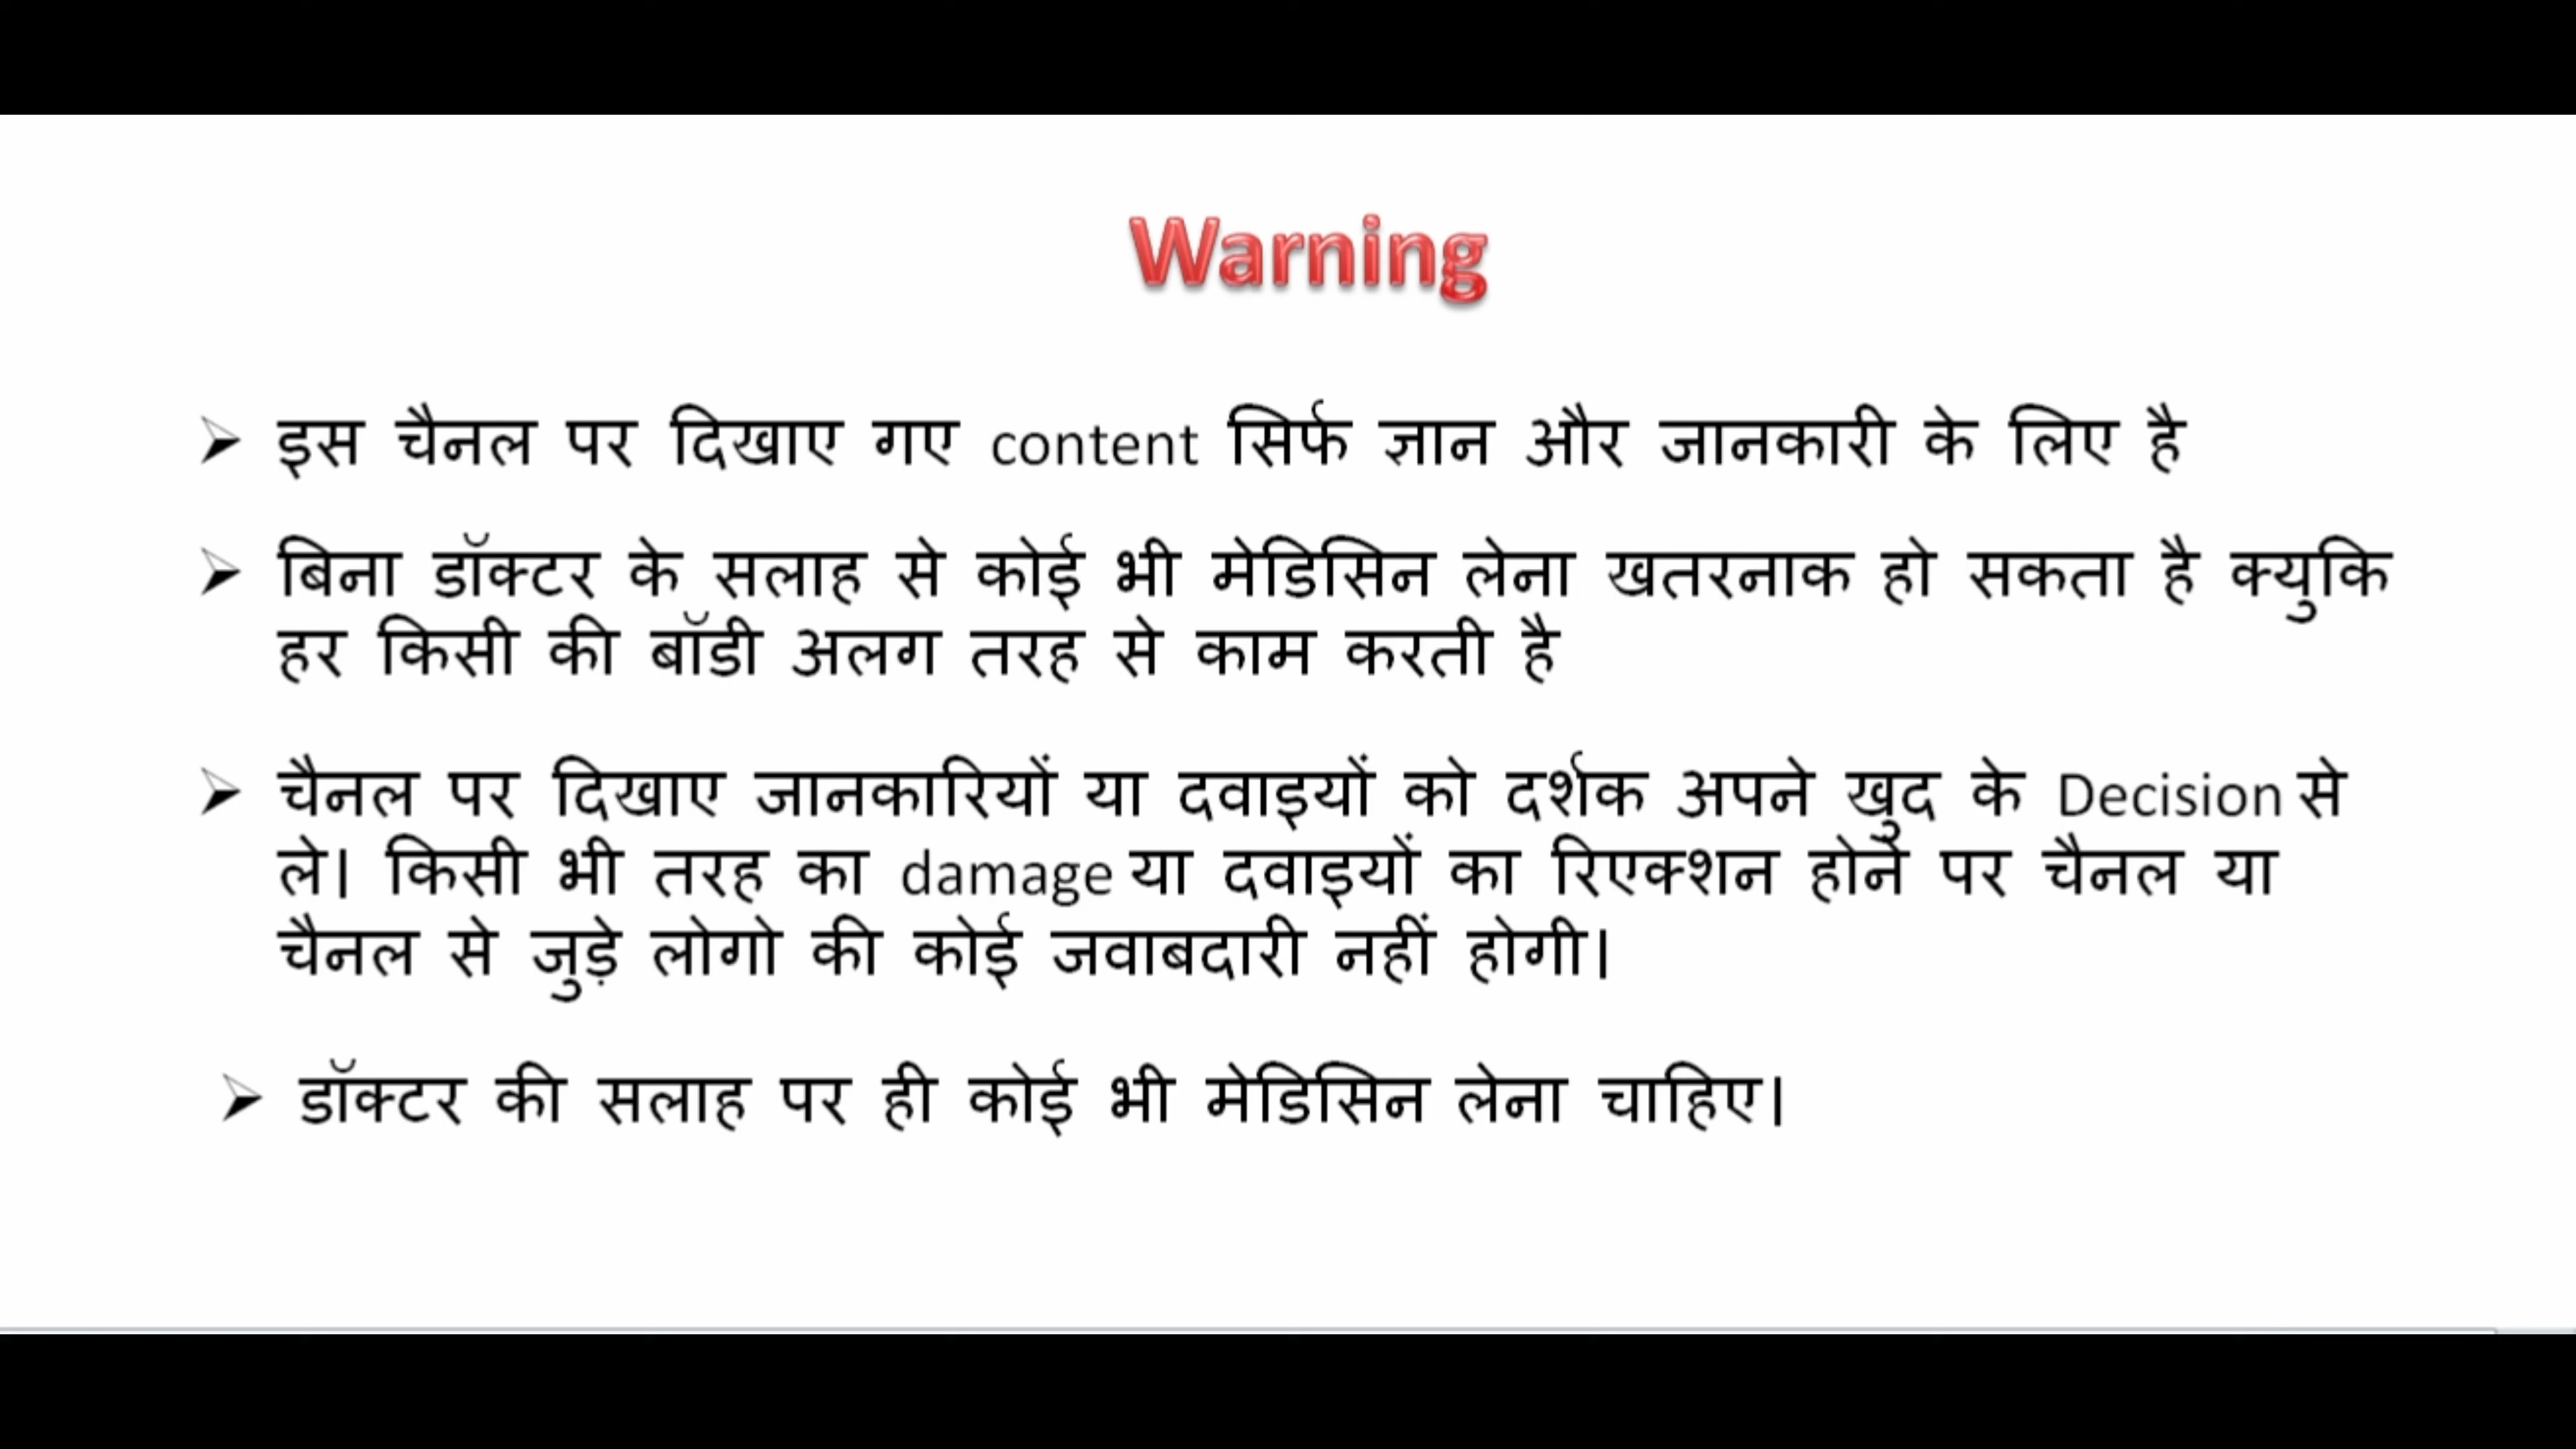 Warning
➢ इस चैनल पर दिखाए गए content सिर्फ ज्ञान और जानकारी के लिए है
➢ बिना डॉक्टर के सलाह से कोई भी मेडिसिन लेना खतरनाक हो सकता है क्युकि
हर किसी की बॉडी अलग तरह से काम करती है
➢ चैनल पर दिखाए जानकारियों या दवाइयों को दर्शक अपने खुद के Decision से
ले। किसी भी तरह का damage या दवाइयों का रिएक्शन होने पर चैनल या
चैनल से जुड़े लोगो की कोई जवाबदारी नहीं होगी।
➢ डॉक्टर की सलाह पर ही कोई भी मेडिसिन लेना चाहिए।